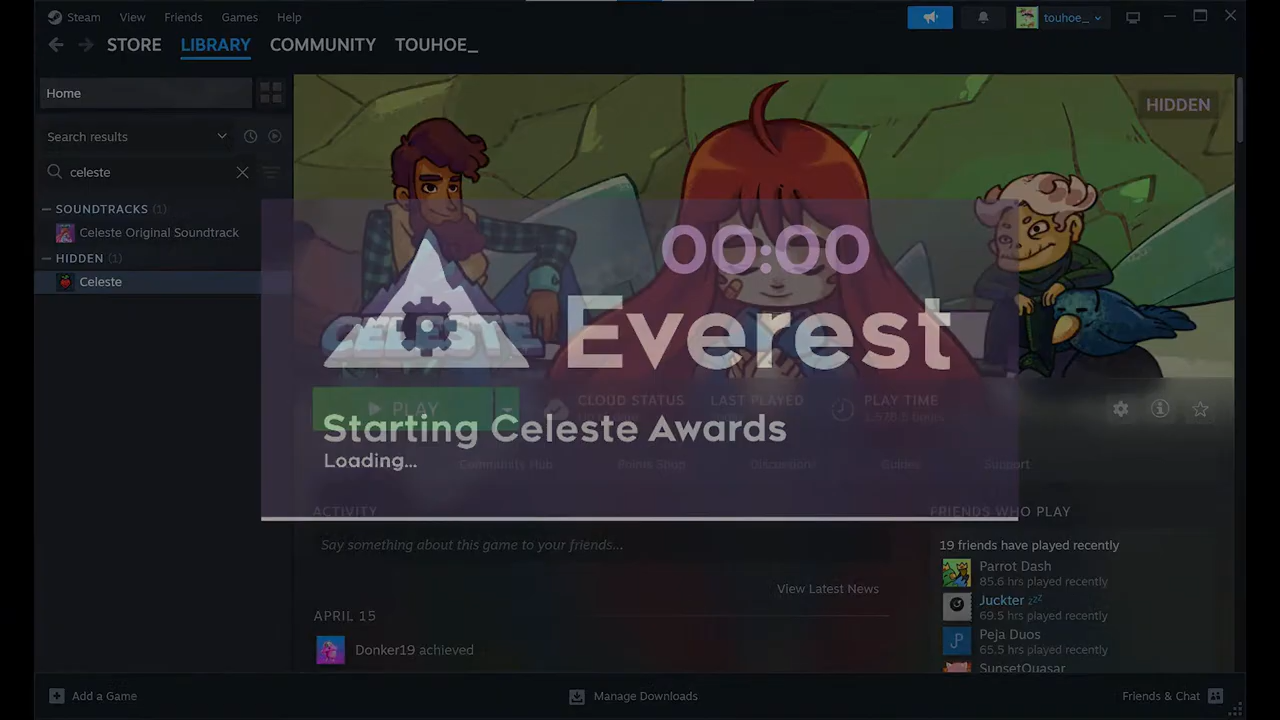 Steam View Friends Games Help touhoe_
STORE LIBRARY COMMUNITY TOUHOE_
Home
HIDDEN
Search results
celeste
SOUNDTRACKS (1)
Celeste Original Soundtrack
HIDDEN (1)
Celeste
00:00
CELESTE
Everest
PLAY
CLOUD STATUS LAST PLAYED PLAY TIME
Starting Celeste Awards
Loading...
Community Hub Points Shop Discussions Guides Support
ACTIVITY
FRIENDS WHO PLAY
Say something about this game to your friends...
19 friends have played recently
Parrot Dash
85.6 hrs played recently
View Latest News
Juckter zzz
69.5 hrs played recently
APRIL 15
Peja Duos
65.5 hrs played recently
Donker19 achieved
SunsetQuasar
Add a Game
Manage Downloads
Friends & Chat